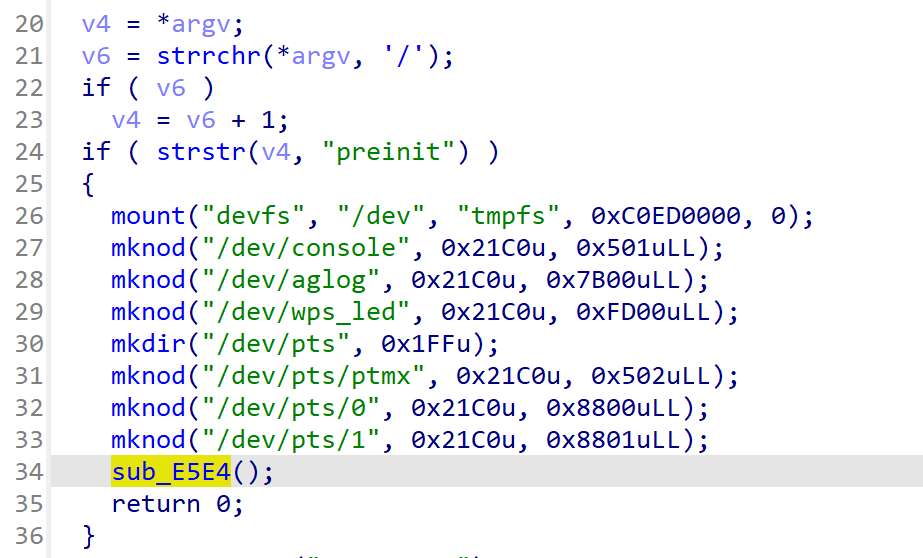 20 v4 = *argv;
21 v6 = strrchr(*argv, '/');
22 if ( v6 )
23 v4 = v6 + 1;
24 if ( strstr(v4, "preinit") )
25 {
26 mount("devfs", "/dev", "tmpfs", 0xC0ED0000, 0);
27 mknod("/dev/console", 0x21C0u, 0x501uLL);
28 mknod("/dev/aglog", 0x21C0u, 0x7B00uLL);
29 mknod("/dev/wps_led", 0x21C0u, 0xFD00uLL);
30 mkdir("/dev/pts", 0x1FFu);
31 mknod("/dev/pts/ptmx", 0x21C0u, 0x502uLL);
32 mknod("/dev/pts/0", 0x21C0u, 0x8800uLL);
33 mknod("/dev/pts/1", 0x21C0u, 0x8801uLL);
34 sub_E5E4();
35 return 0;
36 }